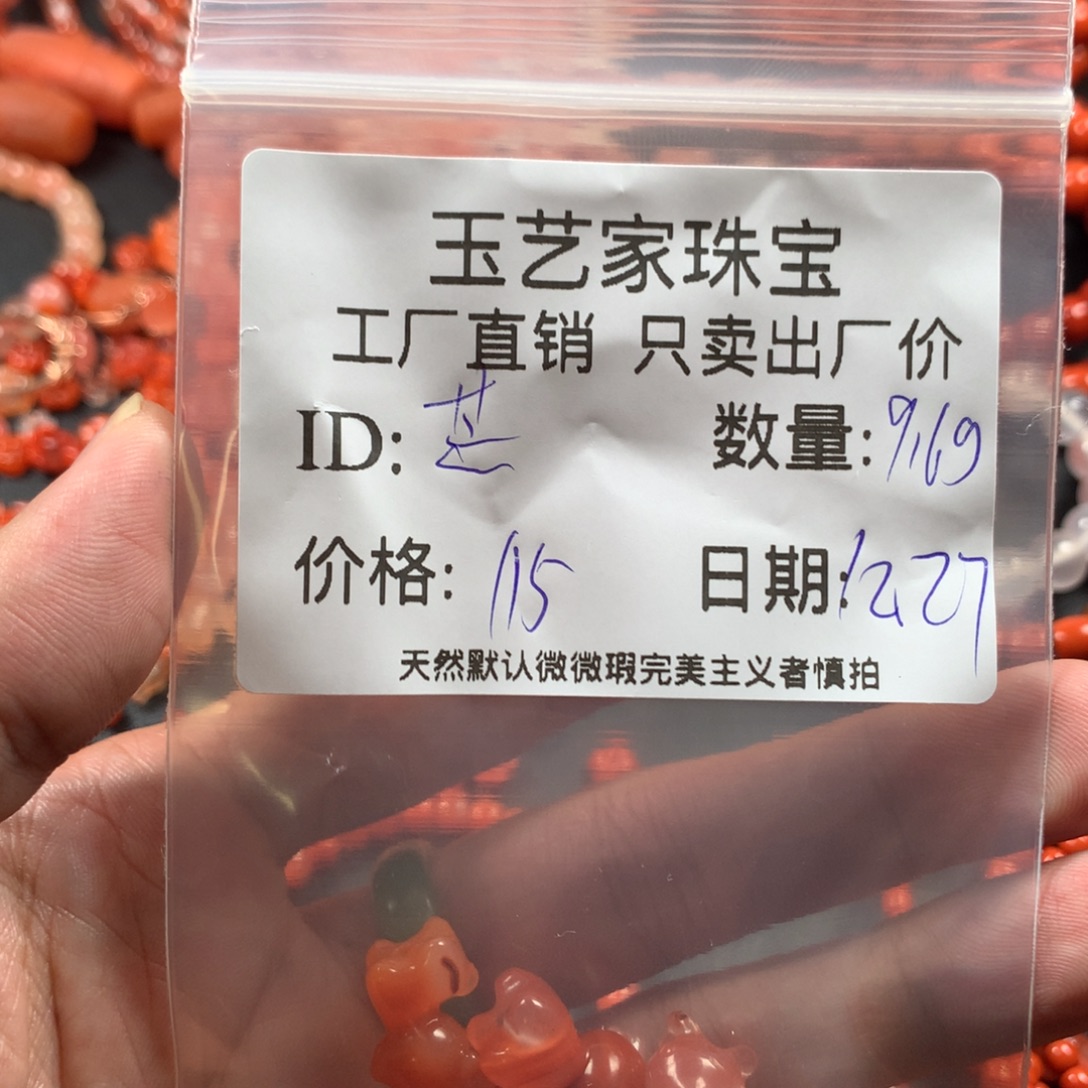 玉艺家珠宝
工厂直销 只卖出厂价
ID: 芝 数量: 9.69
价格: 115 日期: 12.27
天然默认微微瑕完美主义者慎拍